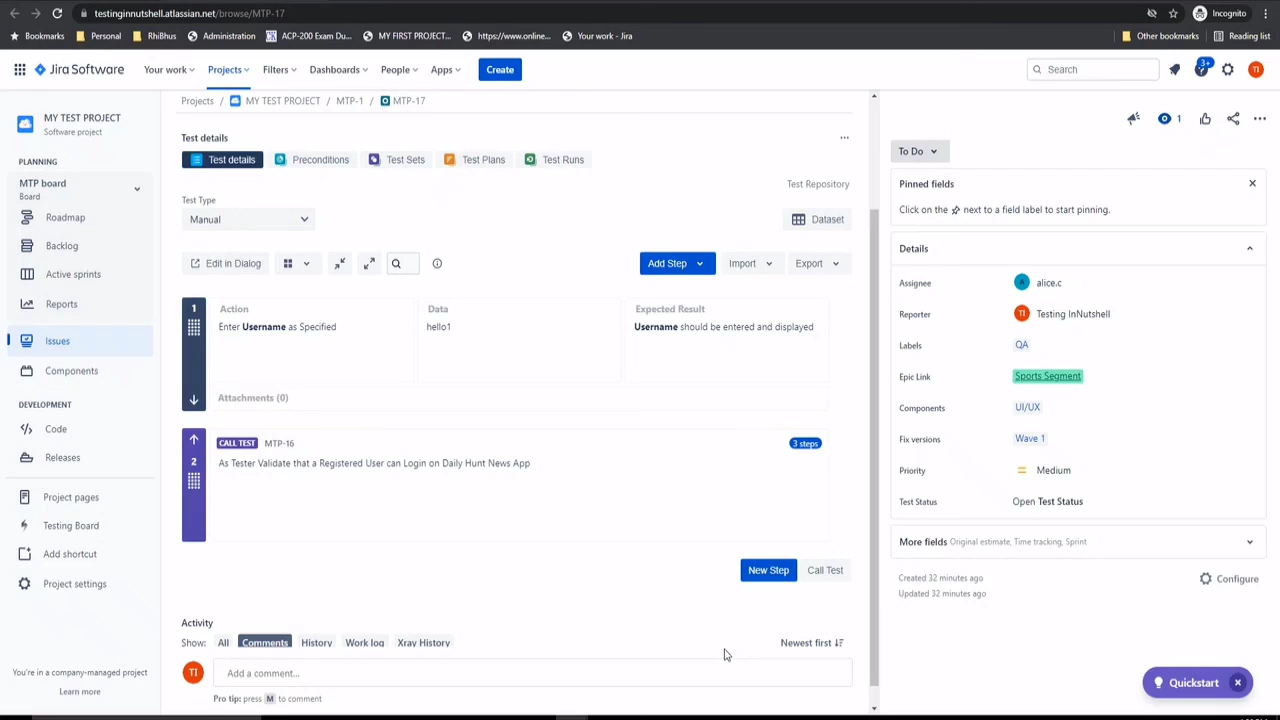 testinginnutshell.atlassian.net/browse/MTP-17
Incognito
Bookmarks Personal RhiBhus Administration ACP-200 Exam Du... MY FIRST PROJECT... https://www.online... Your work - Jira Other bookmarks Reading list
Jira Software Your work Projects Filters Dashboards People Apps Create Search 3+ TI
MY TEST PROJECT
Software project
PLANNING
MTP board
Board
Roadmap
Backlog
Active sprints
Reports
Issues
Components
DEVELOPMENT
Code
Releases
Project pages
Testing Board
Add shortcut
Project settings
You're in a company-managed project
Learn more
Projects / MY TEST PROJECT / MTP-1 / MTP-17
Test details
Test details Preconditions Test Sets Test Plans Test Runs
Test Repository
Test Type
Manual
Dataset
Edit in Dialog Add Step Import Export
1
Action Data Expected Result
Enter Username as Specified hello1 Username should be entered and displayed
Attachments (0)
CALL TEST MTP-16 3 steps
2
As Tester Validate that a Registered User can Login on Daily Hunt News App
New Step Call Test
Activity
Show: All Comments History Work log Xray History Newest first
TI Add a comment...
Pro tip: press M to comment
1
To Do
Pinned fields
Click on the next to a field label to start pinning.
Details
Assignee alice.c
Reporter TI Testing InNutshell
Labels QA
Epic Link Sports Segment
Components UI/UX
Fix versions Wave 1
Priority Medium
Test Status Open Test Status
More fields Original estimate, Time tracking, Sprint
Created 32 minutes ago
Configure
Updated 32 minutes ago
Quickstart